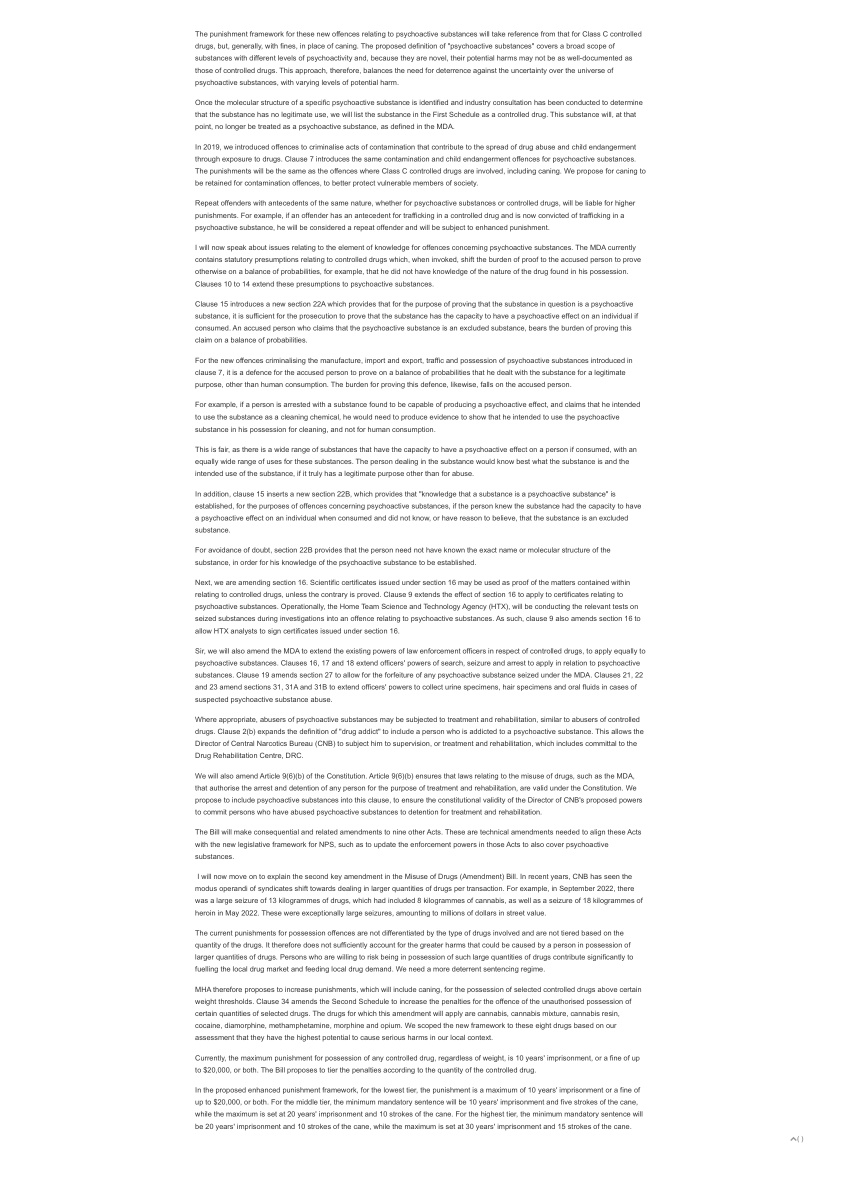 The punishment framework for these new offences relating to psychoactive substances will take reference from that for Class C controlled
drugs, but, generally, with fines, in place of caning. The proposed definition of "psychoactive substances" covers a broad scope of
substances with different levels of psychoactivity and, because they are novel, their potential harms may not be as well-documented as
those of controlled drugs. This approach, therefore, balances the need for deterrence against the uncertainty over the universe of
psychoactive substances, with varying levels of potential harm.
Once the molecular structure of a specific psychoactive substance is identified and industry consultation has been conducted to determine
that the substance has no legitimate use, we will list the substance in the First Schedule as a controlled drug. This substance will, at that
point, no longer be treated as a psychoactive substance, as defined in the MDA.
In 2019, we introduced offences to criminalise acts of contamination that contribute to the spread of drug abuse and child endangerment
through exposure to drugs. Clause 7 introduces the same contamination and child endangerment offences for psychoactive substances.
The punishments will be the same as the offences where Class C controlled drugs are involved, including caning. We propose for caning to
be retained for contamination offences, to better protect vulnerable members of society.
Repeat offenders with antecedents of the same nature, whether for psychoactive substances or controlled drugs, will be liable for higher
punishments. For example, if an offender has an antecedent for trafficking in a controlled drug and is now convicted of trafficking in a
psychoactive substance, he will be considered a repeat offender and will be subject to enhanced punishment.
I will now speak about issues relating to the element of knowledge for offences concerning psychoactive substances. The MDA currently
contains statutory presumptions relating to controlled drugs which, when invoked, shift the burden of proof to the accused person to prove
otherwise on a balance of probabilities, for example, that he did not have knowledge of the nature of the drug found in his possession.
Clauses 10 to 14 extend these presumptions to psychoactive substances.
Clause 15 introduces a new section 22A which provides that for the purpose of proving that the substance in question is a psychoactive
substance, it is sufficient for the prosecution to prove that the substance has the capacity to have a psychoactive effect on an individual if
consumed. An accused person who claims that the psychoactive substance is an excluded substance, bears the burden of proving this
claim on a balance of probabilities.
For the new offences criminalising the manufacture, import and export, traffic and possession of psychoactive substances introduced in
clause 7, it is a defence for the accused person to prove on a balance of probabilities that he dealt with the substance for a legitimate
purpose, other than human consumption. The burden for proving this defence, likewise, falls on the accused person.
For example, if a person is arrested with a substance found to be capable of producing a psychoactive effect, and claims that he intended
to use the substance as a cleaning chemical, he would need to produce evidence to show that he intended to use the psychoactive
substance in his possession for cleaning, and not for human consumption.
This is fair, as there is a wide range of substances that have the capacity to have a psychoactive effect on a person if consumed, with an
equally wide range of uses for these substances. The person dealing in the substance would know best what the substance is and the
intended use of the substance, if it truly has a legitimate purpose other than for abuse.
In addition, clause 15 inserts a new section 22B, which provides that "knowledge that a substance is a psychoactive substance" is
established, for the purposes of offences concerning psychoactive substances, if the person knew the substance had the capacity to have
a psychoactive effect on an individual when consumed and did not know, or have reason to believe, that the substance is an excluded
substance.
For avoidance of doubt, section 22B provides that the person need not have known the exact name or molecular structure of the
substance, in order for his knowledge of the psychoactive substance to be established.
Next, we are amending section 16. Scientific certificates issued under section 16 may be used as proof of the matters contained within
relating to controlled drugs, unless the contrary is proved. Clause 9 extends the effect of section 16 to apply to certificates relating to
psychoactive substances. Operationally, the Home Team Science and Technology Agency (HTX), will be conducting the relevant tests on
seized substances during investigations into an offence relating to psychoactive substances. As such, clause 9 also amends section 16 to
allow HTX analysts to sign certificates issued under section 16.
Sir, we will also amend the MDA to extend the existing powers of law enforcement officers in respect of controlled drugs, to apply equally to
psychoactive substances. Clauses 16, 17 and 18 extend officers' powers of search, seizure and arrest to apply in relation to psychoactive
substances. Clause 19 amends section 27 to allow for the forfeiture of any psychoactive substance seized under the MDA. Clauses 21, 22
and 23 amend sections 31, 31A and 31B to extend officers' powers to collect urine specimens, hair specimens and oral fluids in cases of
suspected psychoactive substance abuse.
Where appropriate, abusers of psychoactive substances may be subjected to treatment and rehabilitation, similar to abusers of controlled
drugs. Clause 2(b) expands the definition of "drug addict" to include a person who is addicted to a psychoactive substance. This allows the
Director of Central Narcotics Bureau (CNB) to subject him to supervision, or treatment and rehabilitation, which includes committal to the
Drug Rehabilitation Centre, DRC.
We will also amend Article 9(6)(b) of the Constitution. Article 9(6)(b) ensures that laws relating to the misuse of drugs, such as the MDA,
that authorise the arrest and detention of any person for the purpose of treatment and rehabilitation, are valid under the Constitution. We
propose to include psychoactive substances into this clause, to ensure the constitutional validity of the Director of CNB's proposed powers
to commit persons who have abused psychoactive substances to detention for treatment and rehabilitation.
The Bill will make consequential and related amendments to nine other Acts. These are technical amendments needed to align these Acts
with the new legislative framework for NPS, such as to update the enforcement powers in those Acts to also cover psychoactive
substances.
I will now move on to explain the second key amendment in the Misuse of Drugs (Amendment) Bill. In recent years, CNB has seen the
modus operandi of syndicates shift towards dealing in larger quantities of drugs per transaction. For example, in September 2022, there
was a large seizure of 13 kilogrammes of drugs, which had included 8 kilogrammes of cannabis, as well as a seizure of 18 kilogrammes of
heroin in May 2022. These were exceptionally large seizures, amounting to millions of dollars in street value.
The current punishments for possession offences are not differentiated by the type of drugs involved and are not tiered based on the
quantity of the drugs. It therefore does not sufficiently account for the greater harms that could be caused by a person in possession of
larger quantities of drugs. Persons who are willing to risk being in possession of such large quantities of drugs contribute significantly to
fuelling the local drug market and feeding local drug demand. We need a more deterrent sentencing regime.
MHA therefore proposes to increase punishments, which will include caning, for the possession of selected controlled drugs above certain
weight thresholds. Clause 34 amends the Second Schedule to increase the penalties for the offence of the unauthorised possession of
certain quantities of selected drugs. The drugs for which this amendment will apply are cannabis, cannabis mixture, cannabis resin,
cocaine, diamorphine, methamphetamine, morphine and opium. We scoped the new framework to these eight drugs based on our
assessment that they have the highest potential to cause serious harms in our local context.
Currently, the maximum punishment for possession of any controlled drug, regardless of weight, is 10 years' imprisonment, or a fine of up
to $20,000, or both. The Bill proposes to tier the penalties according to the quantity of the controlled drug.
In the proposed enhanced punishment framework, for the lowest tier, the punishment is a maximum of 10 years' imprisonment or a fine of
up to $20,000, or both. For the middle tier, the minimum mandatory sentence will be 10 years' imprisonment and five strokes of the cane,
while the maximum is set at 20 years' imprisonment and 10 strokes of the cane. For the highest tier, the minimum mandatory sentence will
be 20 years' imprisonment and 10 strokes of the cane, while the maximum is set at 30 years' imprisonment and 15 strokes of the cane.
( )